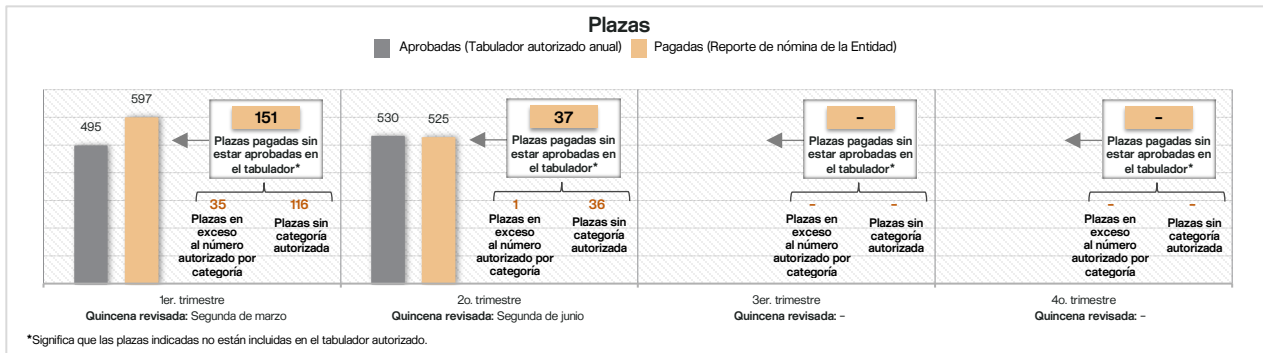 Plazas
Aprobadas (Tabulador autorizado anual)
Pagadas (Reporte de nómina de la Entidad)
495
597
151
Plazas pagadas sin
estar aprobadas en
el tabulador*
35
116
Plazas en
exceso
al número
autorizado por
categoría
Plazas sin
categoría
autorizada
530
525
37
Plazas pagadas sin
estar aprobadas en
el tabulador*
1
36
Plazas en
exceso
al número
autorizado por
categoría
Plazas sin
categoría
autorizada
-
Plazas pagadas sin
estar aprobadas en
el tabulador*
-
-
Plazas en
exceso
al número
autorizado por
categoría
Plazas sin
categoría
autorizada
-
Plazas pagadas sin
estar aprobadas en
el tabulador*
-
-
Plazas en
exceso
al número
autorizado por
categoría
Plazas sin
categoría
autorizada
1er. trimestre
Quincena revisada: Segunda de marzo
2o. trimestre
Quincena revisada: Segunda de junio
3er. trimestre
Quincena revisada: -
4o. trimestre
Quincena revisada: -
*Significa que las plazas indicadas no están incluidas en el tabulador autorizado.